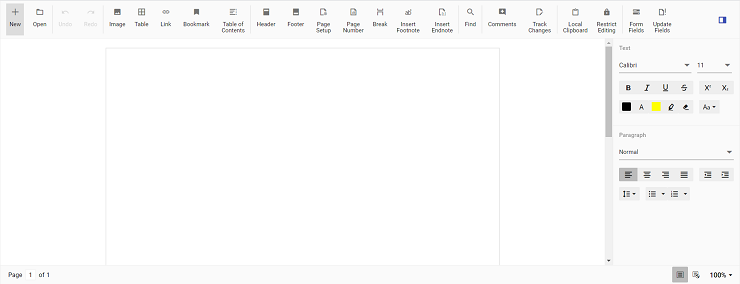 New Open Undo Redo Image Table Link Bookmark Table of Contents Header Footer Page Setup Page Number Break Insert Footnote Insert Endnote Find Comments Track Changes Local Clipboard Restrict Editing Form Fields Update Fields
Text
Calibri 11
B I U S X² X₂
A Aa
Paragraph
Normal
Page 1 of 1 100%